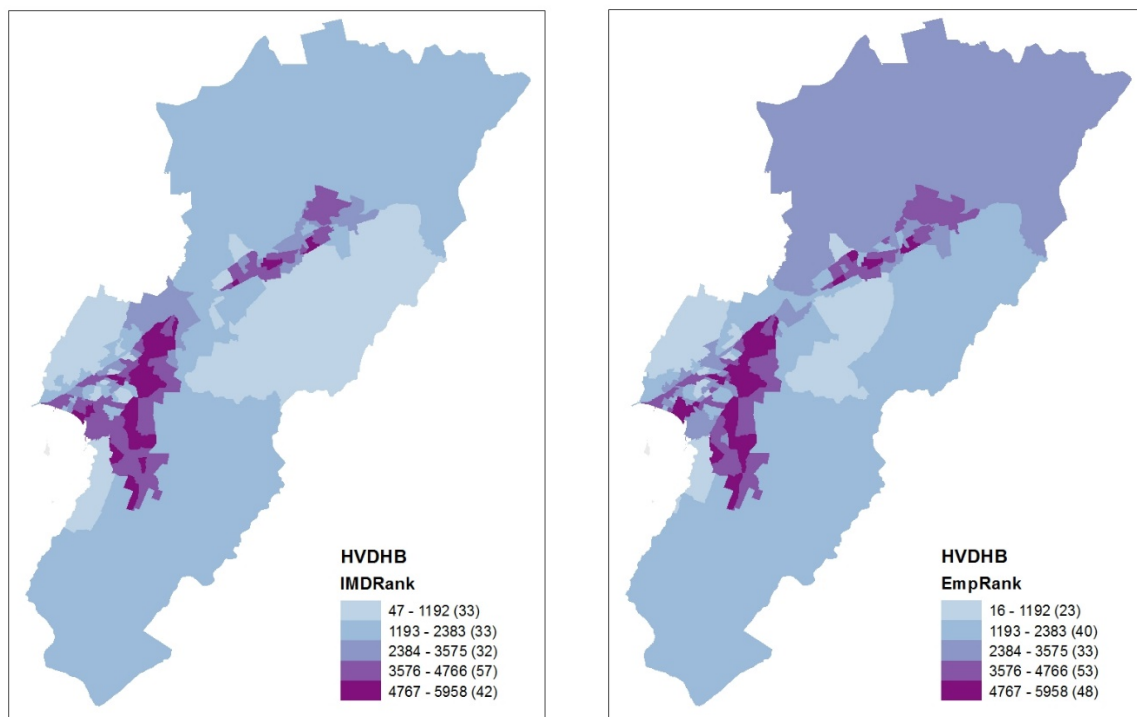 HVDHB
IMDRank
47 - 1192 (33)
1193 - 2383 (33)
2384 - 3575 (32)
3576 - 4766 (57)
4767 - 5958 (42)
HVDHB
EmpRank
16 - 1192 (23)
1193 - 2383 (40)
2384 - 3575 (33)
3576 - 4766 (53)
4767 - 5958 (48)